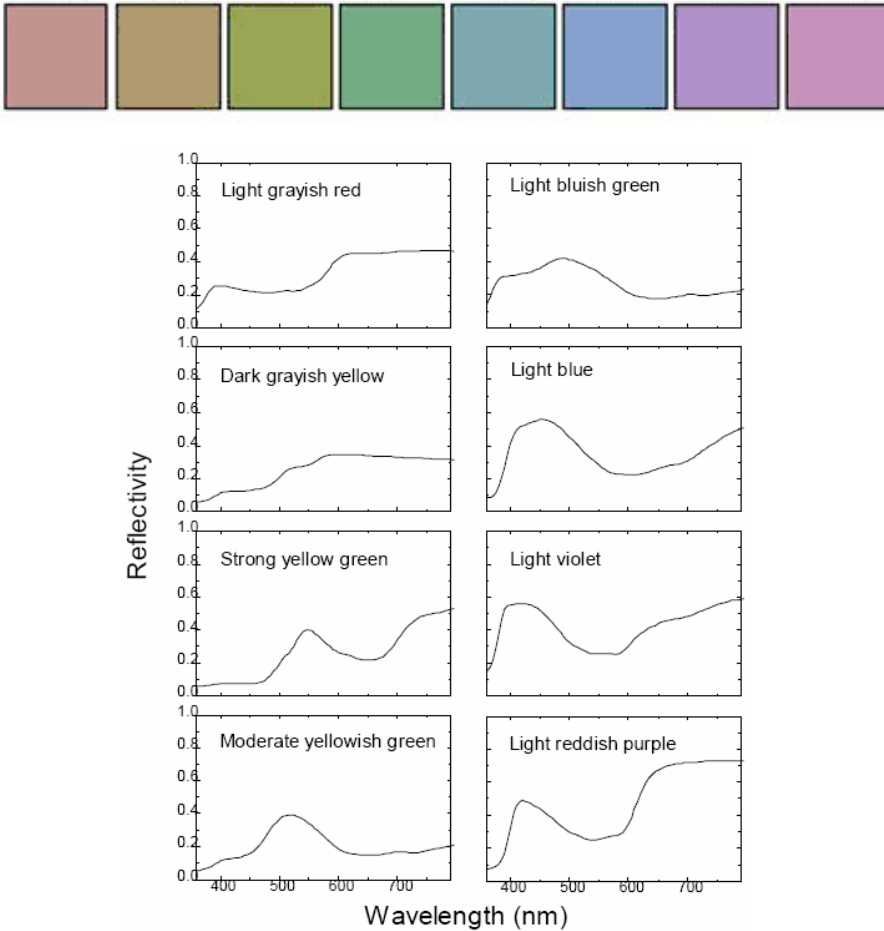 1.0
0.8
0.6
0.4
0.2
0.0
Light grayish red
Light bluish green
1.0
0.8
0.6
0.4
0.2
0.0
Dark grayish yellow
Light blue
Reflectivity
1.0
0.8
0.6
0.4
0.2
0.0
Strong yellow green
Light violet
1.0
0.8
0.6
0.4
0.2
0.0
Moderate yellowish green
Light reddish purple
400 500 600 700 400 500 600 700
Wavelength (nm)